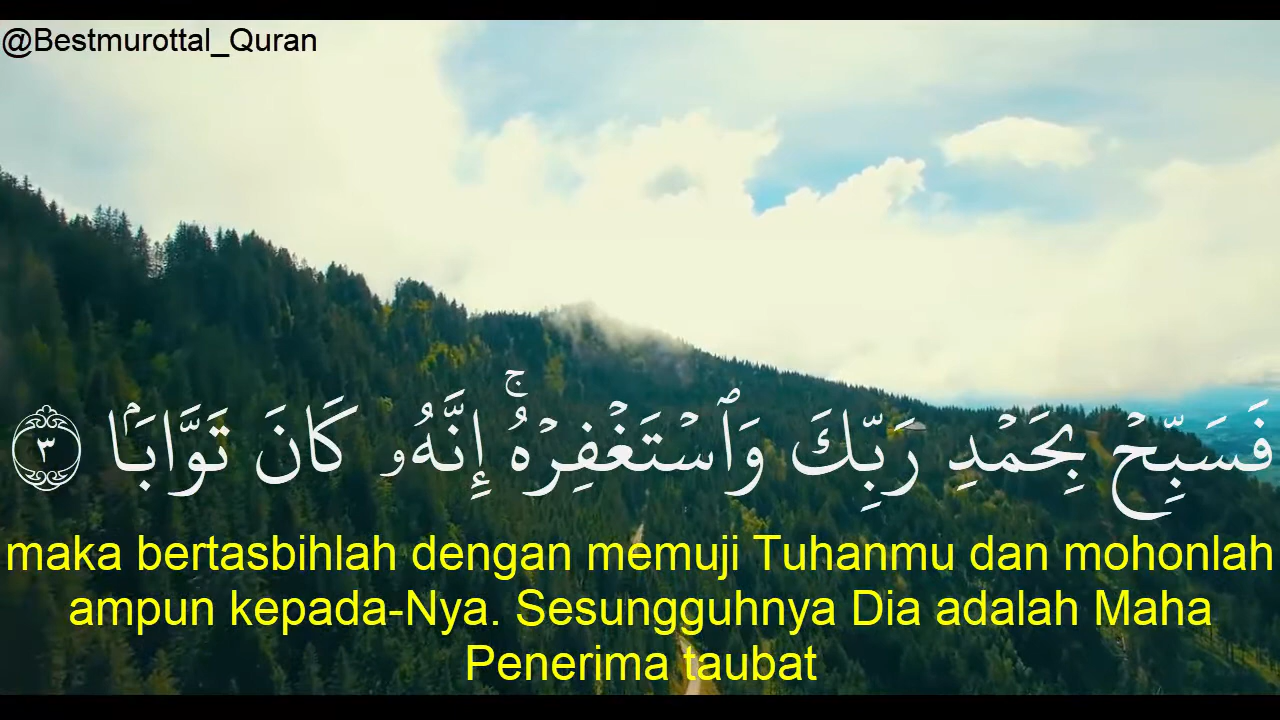 @Bestmurottal_Quran
فَسَبِّحۡ بِحَمۡدِ رَبِّكَ وَٱسۡتَغۡفِرۡهُۚ إِنَّهُۥ كَانَ تَوَّابَۢا ٣
maka bertasbihlah dengan memuji Tuhanmu dan mohonlah
ampun kepada-Nya. Sesungguhnya Dia adalah Maha
Penerima taubat